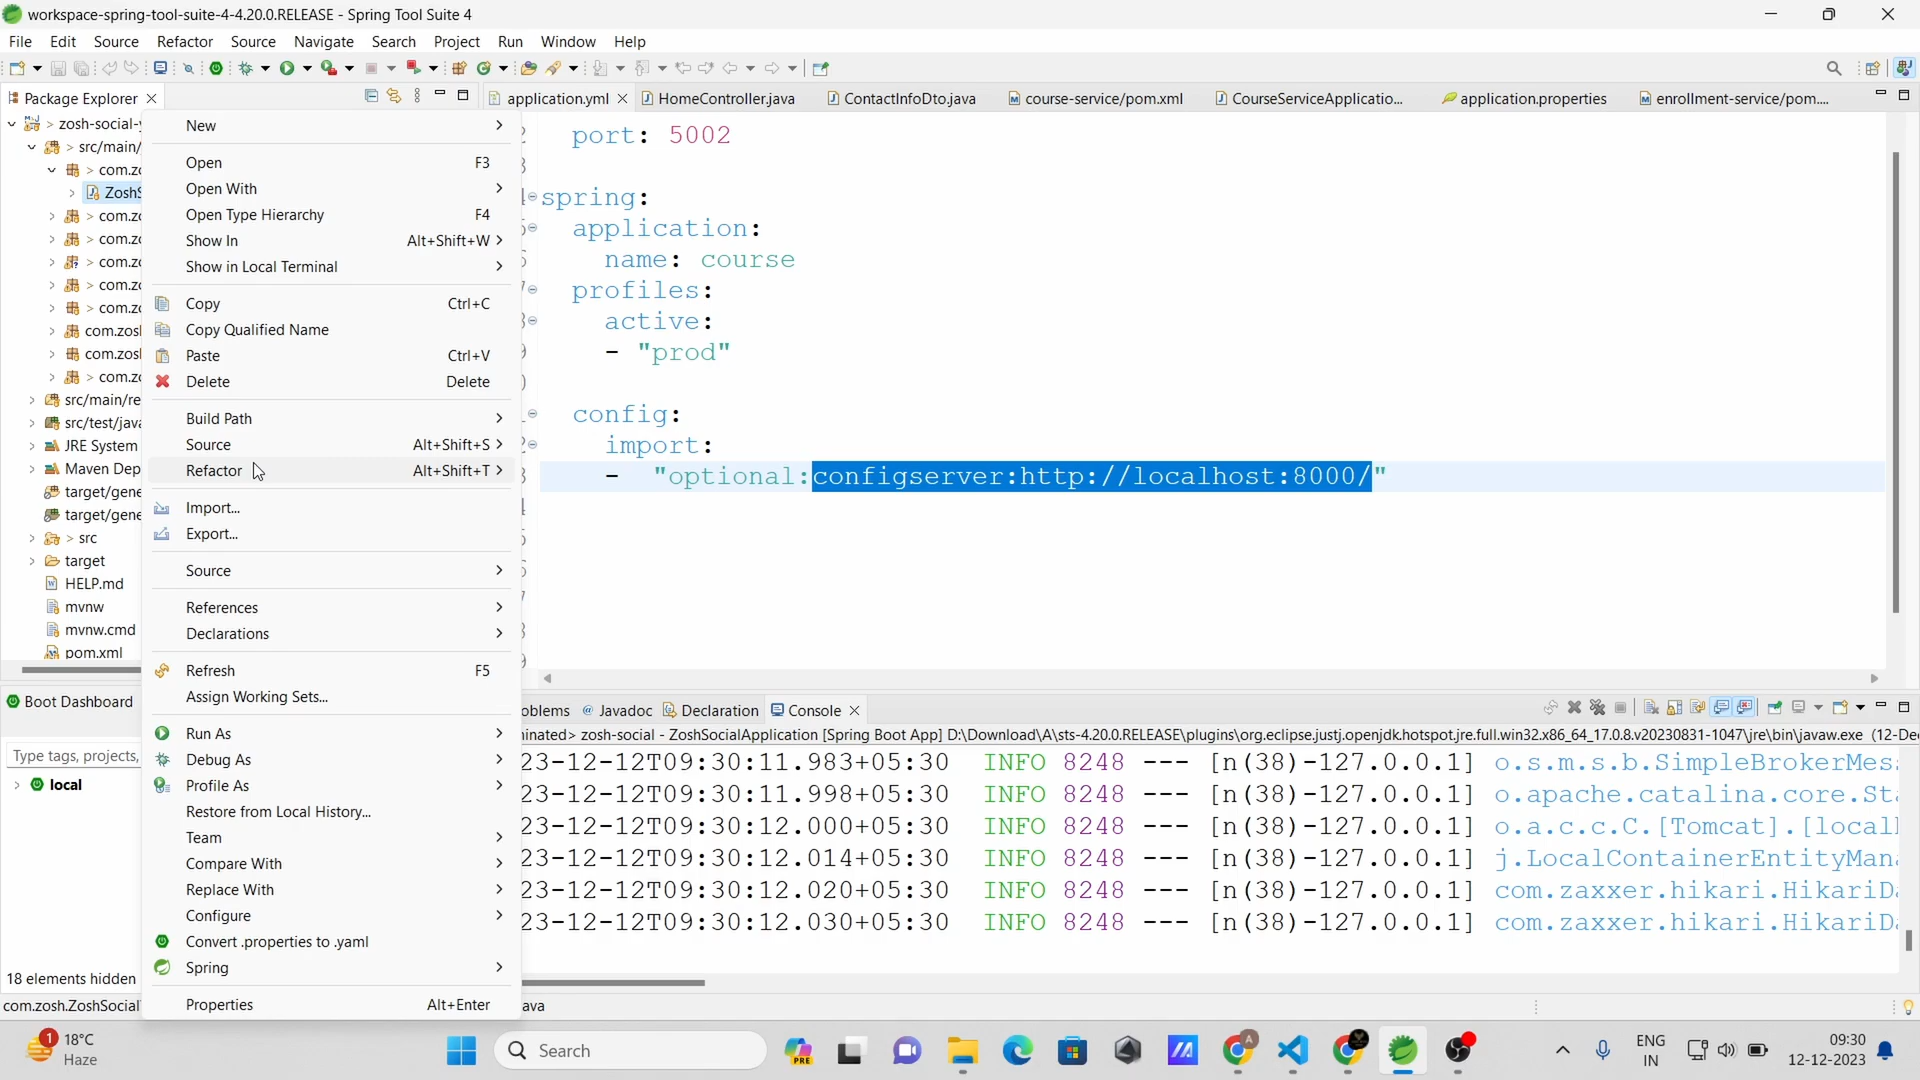 workspace-spring-tool-suite-4-4.20.0.RELEASE - Spring Tool Suite 4
File Edit Source Refactor Source Navigate Search Project Run Window Help
Package Explorer
application.yml HomeController.java ContactInfoDto.java course-service/pom.xml CourseServiceApplicatio... application.properties enrollment-service/pom....
> zosh-social-
> src/main/
> com.zo
ZoshS
> com.zo
> com.zo
> com.zo
> com.zo
> com.zo
com.zosl
com.zosl
> com.zo
src/main/re
src/test/java
JRE System
Maven Dep
target/gene
target/gene
> src
target
HELP.md
mvnw
mvnw.cmd
pom.xml
New
Open F3
Open With
Open Type Hierarchy F4
Show In Alt+Shift+W
Show in Local Terminal
Copy Ctrl+C
Copy Qualified Name
Paste Ctrl+V
Delete Delete
Build Path
Source Alt+Shift+S
Refactor Alt+Shift+T
Import...
Export...
Source
References
Declarations
Refresh F5
Assign Working Sets...
Run As
Debug As
Profile As
Restore from Local History...
Team
Compare With
Replace With
Configure
Convert .properties to .yaml
Spring
Properties Alt+Enter
port: 5002
spring:
application:
name: course
profiles:
active:
- "prod"
config:
import:
- "optional:configserver:http://localhost:8000/"
Boot Dashboard
Type tags, projects,
local
18 elements hidden
com.zosh.ZoshSocial
ava
oblems Javadoc Declaration Console
inated> zosh-social - ZoshSocialApplication [Spring Boot App] D:\Download\A\sts-4.20.0.RELEASE\plugins\org.eclipse.justj.openjdk.hotspot.jre.full.win32.x86_64_17.0.8.v20230831-1047\jre\bin\javaw.exe (12-Dec
23-12-12T09:30:11.983+05:30 INFO 8248 --- [n(38)-127.0.0.1] o.s.m.s.b.SimpleBrokerMes
23-12-12T09:30:11.998+05:30 INFO 8248 --- [n(38)-127.0.0.1] o.apache.catalina.core.Sta
23-12-12T09:30:12.000+05:30 INFO 8248 --- [n(38)-127.0.0.1] o.a.c.c.C.[Tomcat].[local
23-12-12T09:30:12.014+05:30 INFO 8248 --- [n(38)-127.0.0.1] j.LocalContainerEntityMan
23-12-12T09:30:12.020+05:30 INFO 8248 --- [n(38)-127.0.0.1] com.zaxxer.hikari.HikariD
23-12-12T09:30:12.030+05:30 INFO 8248 --- [n(38)-127.0.0.1] com.zaxxer.hikari.HikariD
1
18°C
Haze
Search
PRE
A
ENG
IN
09:30
12-12-2023